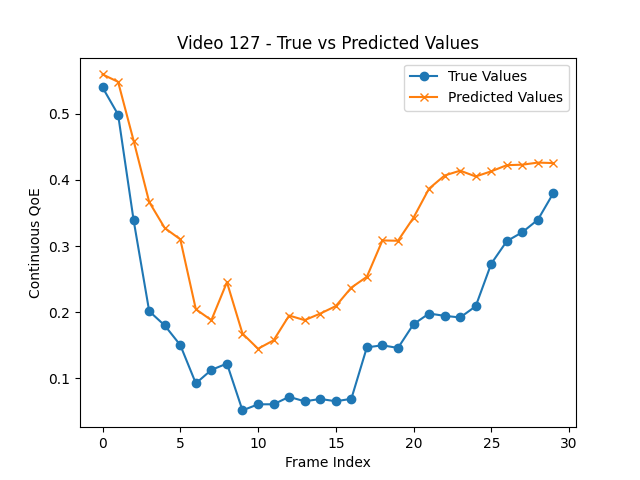 Video 127 - True vs Predicted Values
True Values
Predicted Values
Continuous QoE
0.5
0.4
0.3
0.2
0.1
0 5 10 15 20 25 30
Frame Index